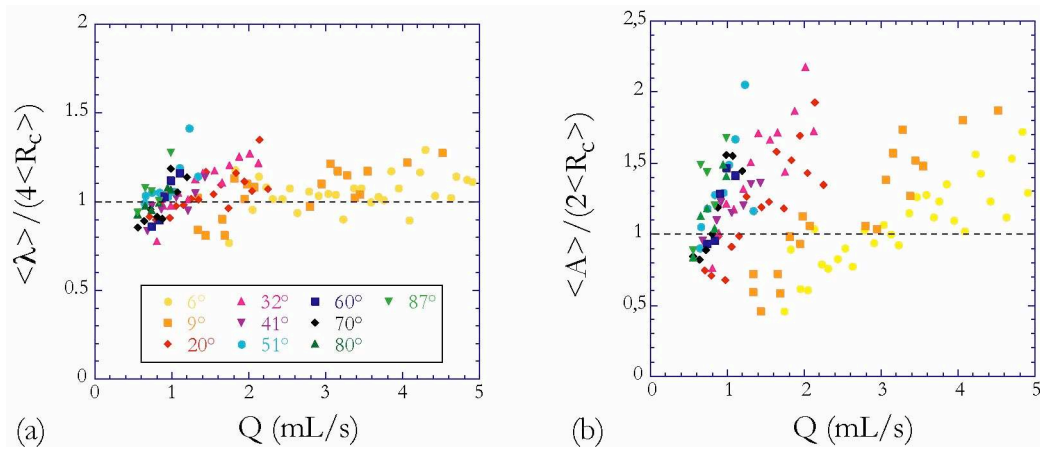 2
1.5
1
0.5
0
<λ>/(4<Rc>)
6° 32° 60° 87°
9° 41° 70°
20° 51° 80°
0 1 2 3 4 5
Q (mL/s)
(a)
2,5
2
1,5
1
0,5
0
<A>/(2<Rc>)
0 1 2 3 4 5
Q (mL/s)
(b)